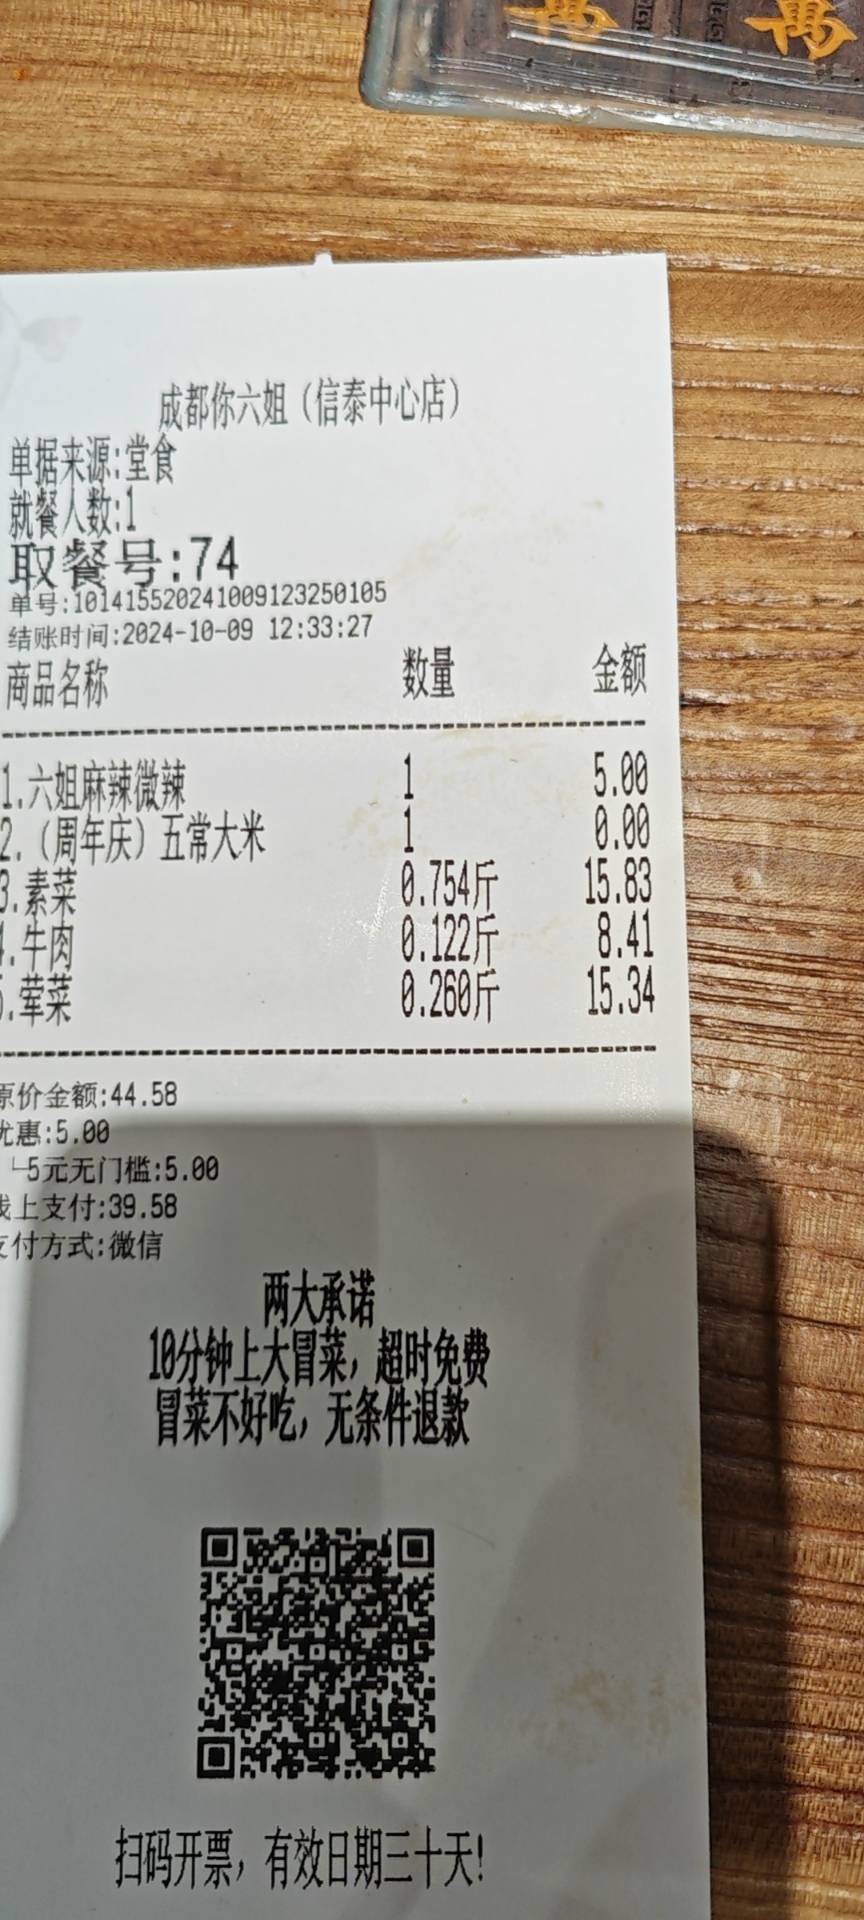 萬 萬
成都你六姐（信泰中心店）
单据来源:堂食
就餐人数:1
取餐号:74
单号:101415520241009123250105
结账时间:2024-10-09 12:33:27
商品名称 数量 金额
1.六姐麻辣微辣 1 5.00
2.（周年庆）五常大米 1 0.00
3.素菜 0.754斤 15.83
4.牛肉 0.122斤 8.41
5.荤菜 0.260斤 15.34
原价金额:44.58
优惠:5.00
└5元无门槛:5.00
线上支付:39.58
支付方式:微信
两大承诺
10分钟上大冒菜，超时免费
冒菜不好吃，无条件退款
扫码开票，有效日期三十天!